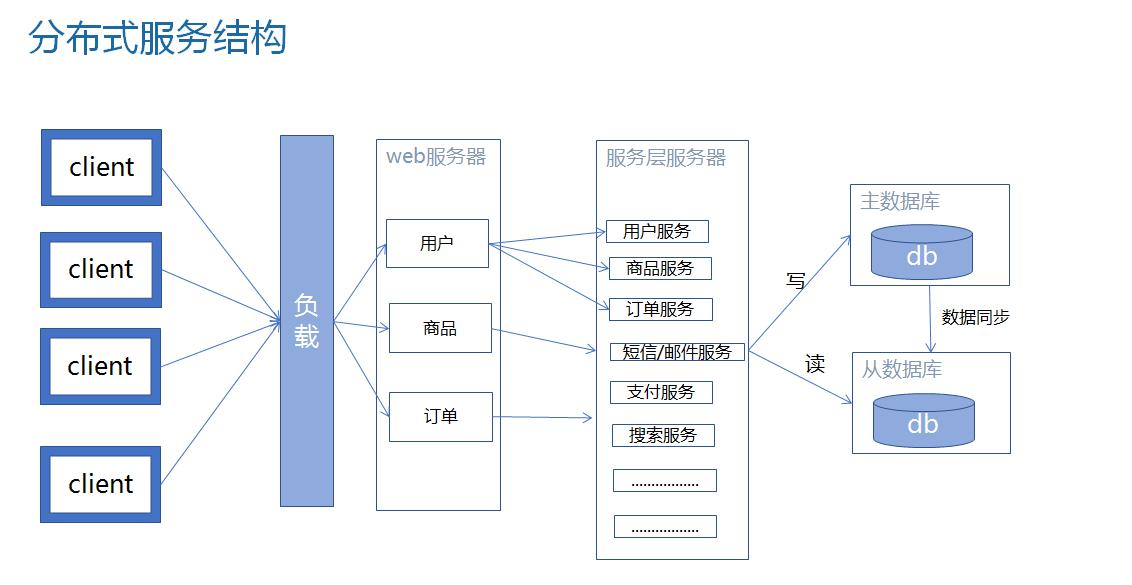 分布式服务结构
client
client
client
client
负
载
web服务器
用户
商品
订单
服务层服务器
用户服务
商品服务
订单服务
短信/邮件服务
支付服务
搜索服务
.................
.................
写
读
主数据库
db
数据同步
从数据库
db